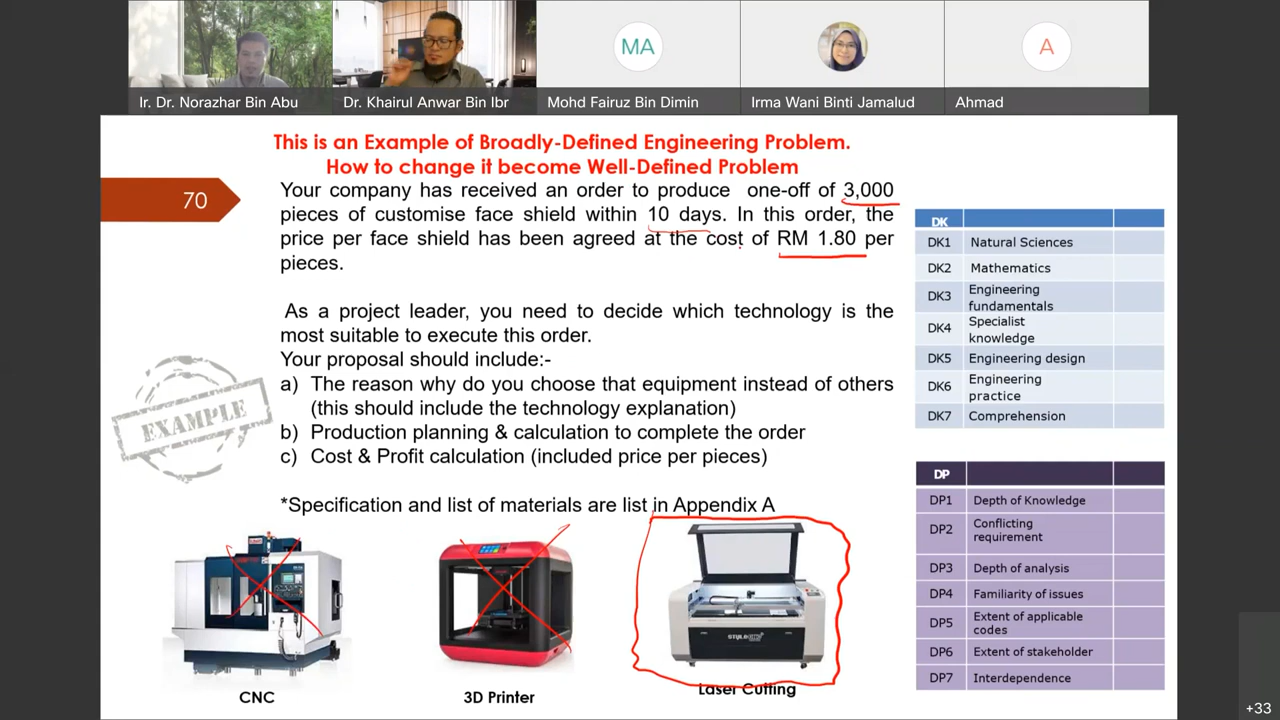 MA
A
Ir. Dr. Norazhar Bin Abu
Dr. Khairul Anwar Bin Ibr
Mohd Fairuz Bin Dimin
Irma Wani Binti Jamalud
Ahmad
This is an Example of Broadly-Defined Engineering Problem.
How to change it become Well-Defined Problem
70
Your company has received an order to produce one-off of 3,000
pieces of customise face shield within 10 days. In this order, the
price per face shield has been agreed at the cost of RM 1.80 per
pieces.
As a project leader, you need to decide which technology is the
most suitable to execute this order.
Your proposal should include:-
a) The reason why do you choose that equipment instead of others
(this should include the technology explanation)
b) Production planning & calculation to complete the order
c) Cost & Profit calculation (included price per pieces)
*Specification and list of materials are list in Appendix A
EXAMPLE
CNC
3D Printer
Laser Cutting
DK
DK1 Natural Sciences
DK2 Mathematics
DK3 Engineering
fundamentals
DK4 Specialist
knowledge
DK5 Engineering design
DK6 Engineering
practice
DK7 Comprehension
DP
DP1 Depth of Knowledge
DP2 Conflicting
requirement
DP3 Depth of analysis
DP4 Familiarity of issues
DP5 Extent of applicable
codes
DP6 Extent of stakeholder
DP7 Interdependence
+33